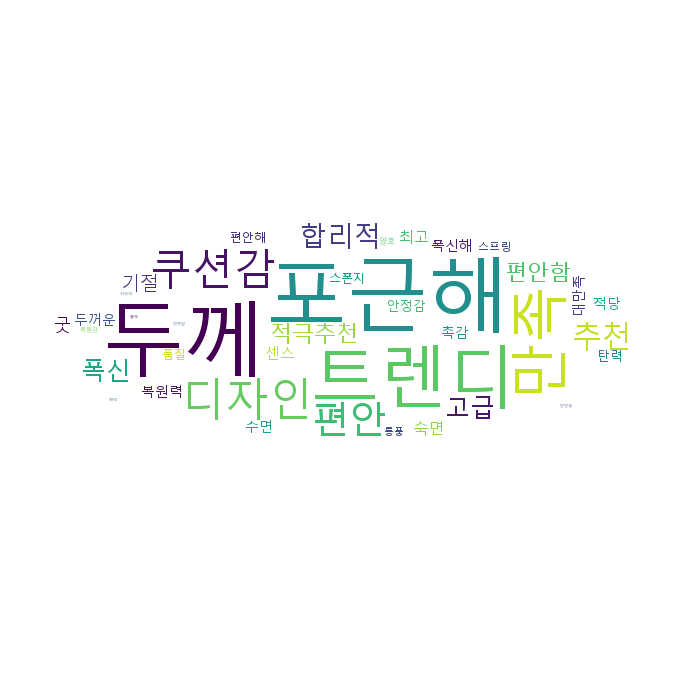 편안해
합리적
최고
양호
폭신해
스프링
쿠션감
포근해
기절
스폰지
편안함
대만족
두께
안정감
만족
적당
굿
두꺼운
적극추천
촉감
추천
품질
센스
탄력
폭신
트렌디
복원력
디자인
편안
고급
수면
통풍
숙면